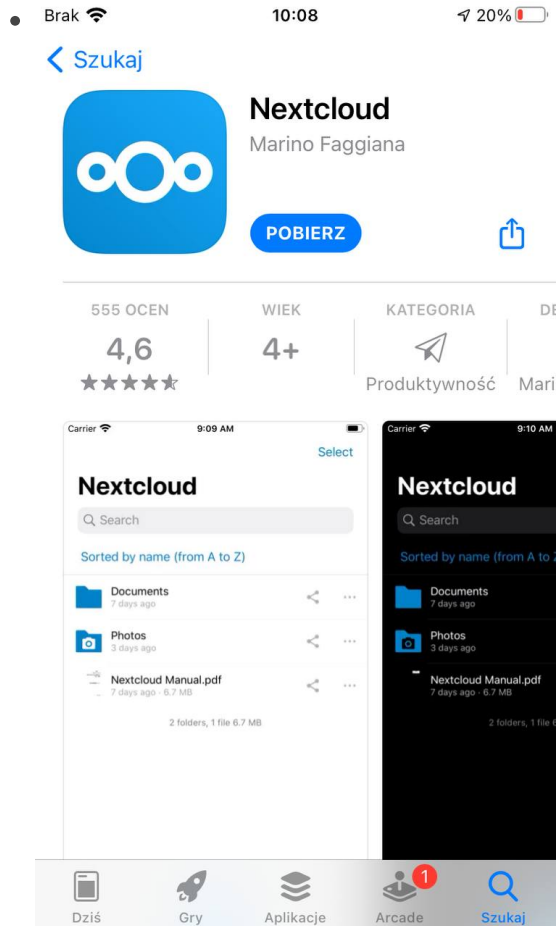 Brak 10:08 20%
Szukaj
Nextcloud
Marino Faggiana
POBIERZ
555 OCEN WIEK KATEGORIA
4,6 4+
Produktywność
Carrier 9:09 AM
Select
Nextcloud
Search
Sorted by name (from A to Z)
Documents
7 days ago
Photos
3 days ago
Nextcloud Manual.pdf
7 days ago - 6.7 MB
2 folders, 1 file 6.7 MB
Carrier 9:10 AM
Nextcloud
Search
Sorted by name (from A to
Documents
7 days ago
Photos
3 days ago
Nextcloud Manual.pdf
7 days ago - 6.7 MB
2 folders, 1 file
1
Dziś Gry Aplikacje Arcade Szukaj